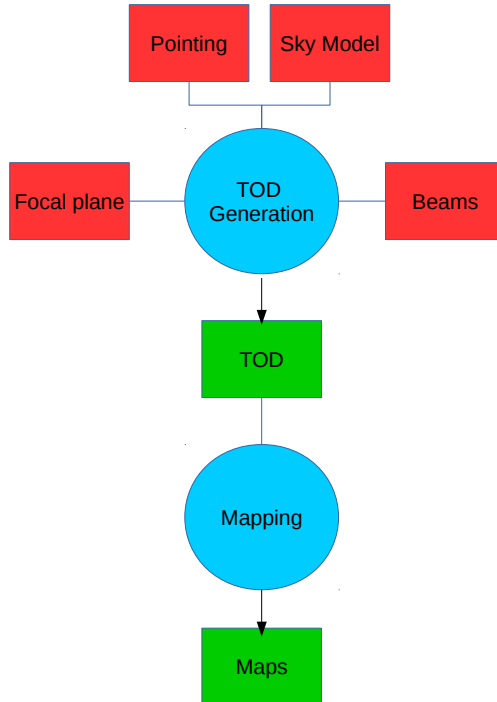 Pointing
Sky Model
Focal plane
TOD
Generation
Beams
TOD
Mapping
Maps